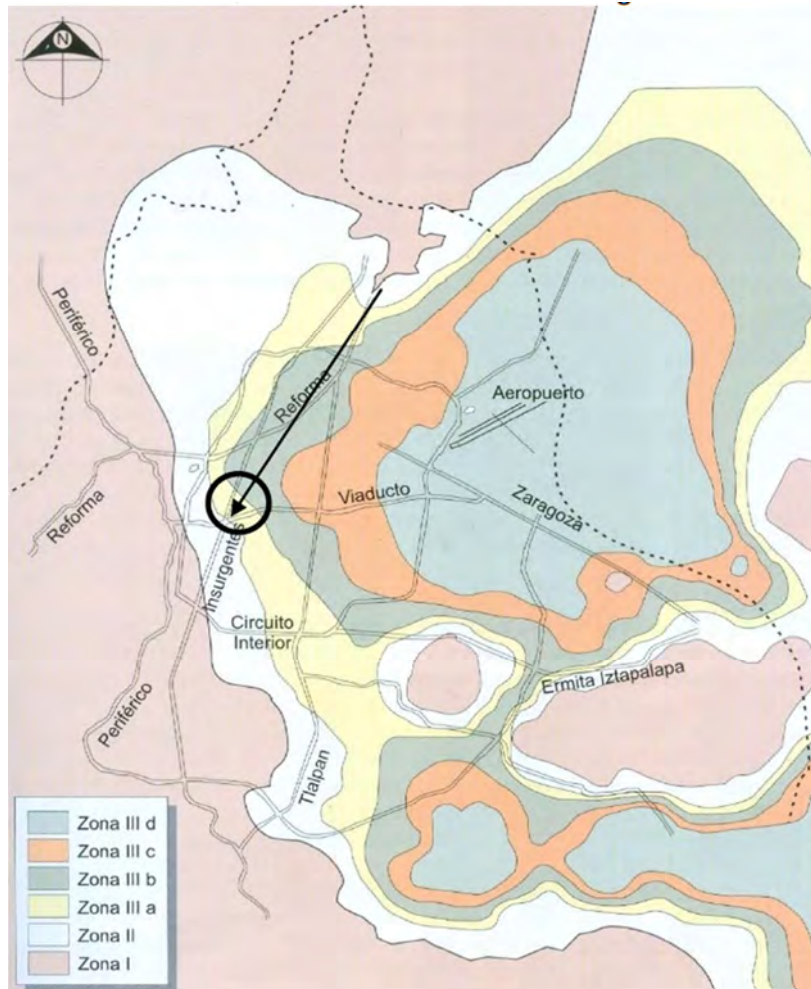 N
Periférico
Reforma
Aeropuerto
Viaducto
Zaragoza
Reforma
Insurgentes
Circuito
Interior
Ermita Iztapalapa
Periférico
Tlalpan
Zona III d
Zona III c
Zona III b
Zona III a
Zona II
Zona I